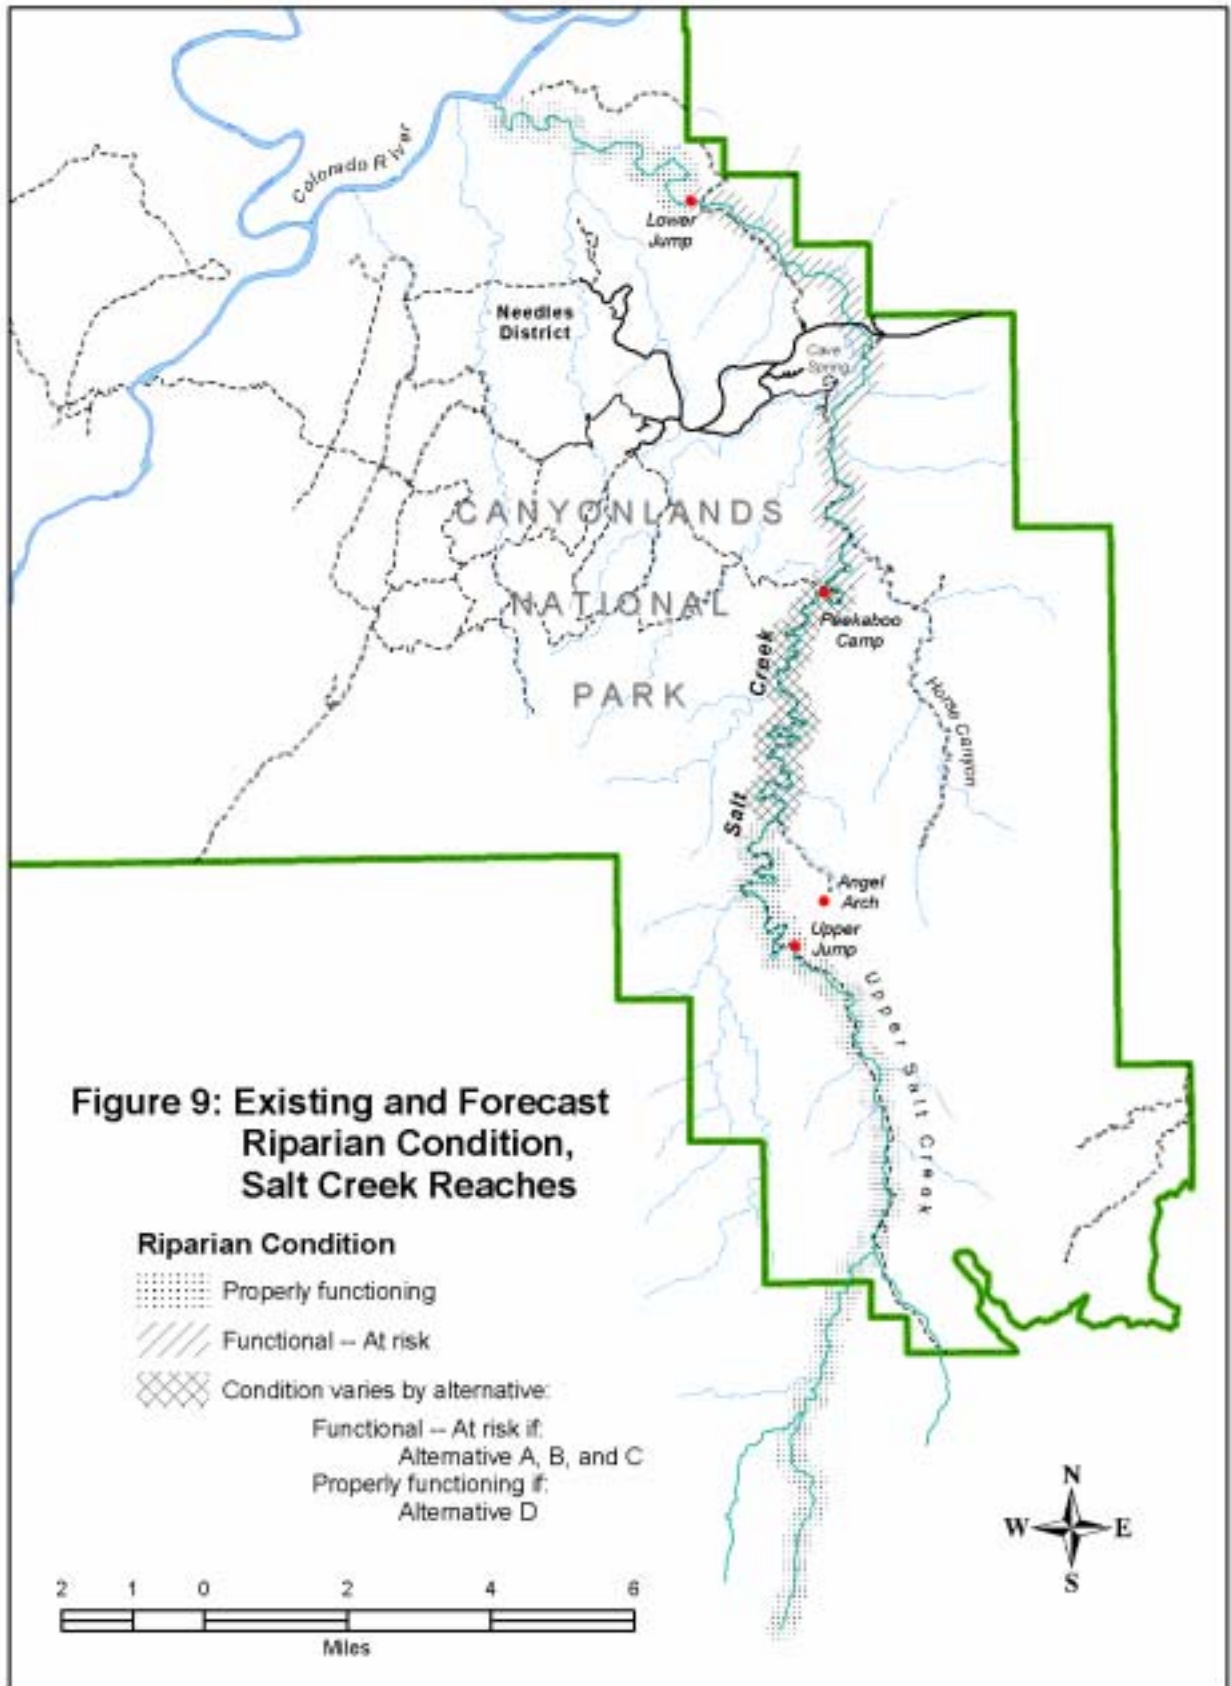 Colorado River
Lower
Jump
Needles
District
Cave
Spring
CANYONLANDS
NATIONAL
PARK
Peekaboo
Camp
Horse Canyon
Salt Creek
Angel
Arch
Upper
Jump
Upper Salt Creek
Figure 9: Existing and Forecast
Riparian Condition,
Salt Creek Reaches
Riparian Condition
Properly functioning
Functional -- At risk
Condition varies by alternative:
Functional -- At risk if:
Alternative A, B, and C
Properly functioning if:
Alternative D
N
W E
S
2 1 0 2 4 6
Miles